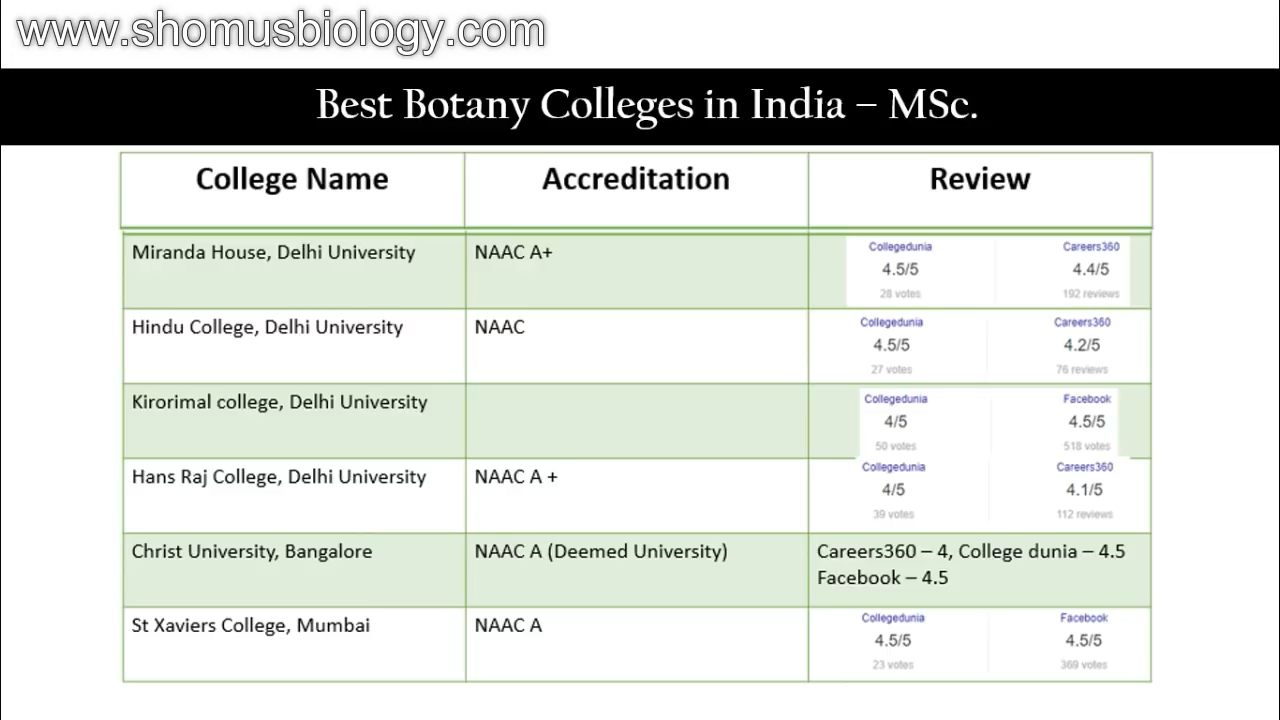 www.shomusbiology.com
Best Botany Colleges in India – MSc.
College Name Accreditation Review
Miranda House, Delhi University NAAC A+ Collegedunia Careers360
4.5/5 4.4/5
28 votes 192 reviews
Hindu College, Delhi University NAAC Collegedunia Careers360
4.5/5 4.2/5
27 votes 76 reviews
Kirorimal college, Delhi University Collegedunia Facebook
4/5 4.5/5
50 votes 518 votes
Hans Raj College, Delhi University NAAC A + Collegedunia Careers360
4/5 4.1/5
39 votes 112 reviews
Christ University, Bangalore NAAC A (Deemed University) Careers360 – 4, College dunia – 4.5
Facebook – 4.5
St Xaviers College, Mumbai NAAC A Collegedunia Facebook
4.5/5 4.5/5
23 votes 369 votes